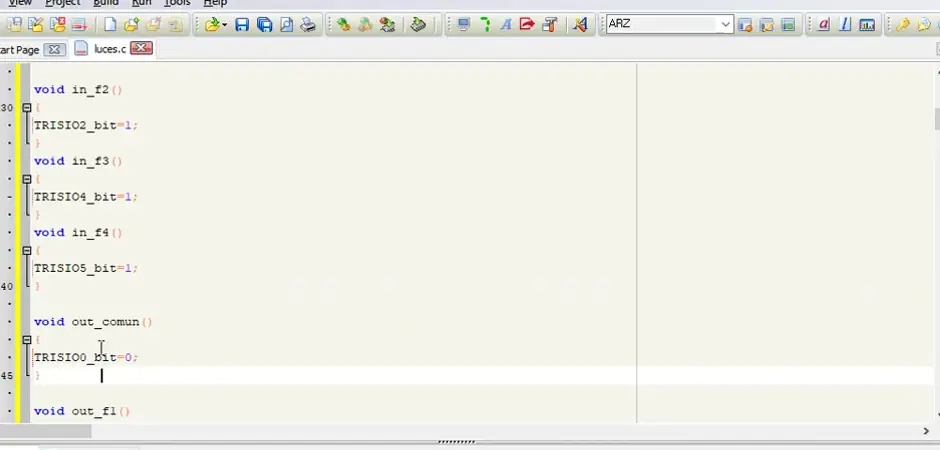 View Project Build Run Tools Help
ARZ
art Page luces.c
void in_f2()
30 {
TRISIO2_bit=1;
}
void in_f3()
{
TRISIO4_bit=1;
}
void in_f4()
{
TRISIO5_bit=1;
40 }
void out_comun()
{
TRISIO0_bit=0;
45 }
void out_f1()